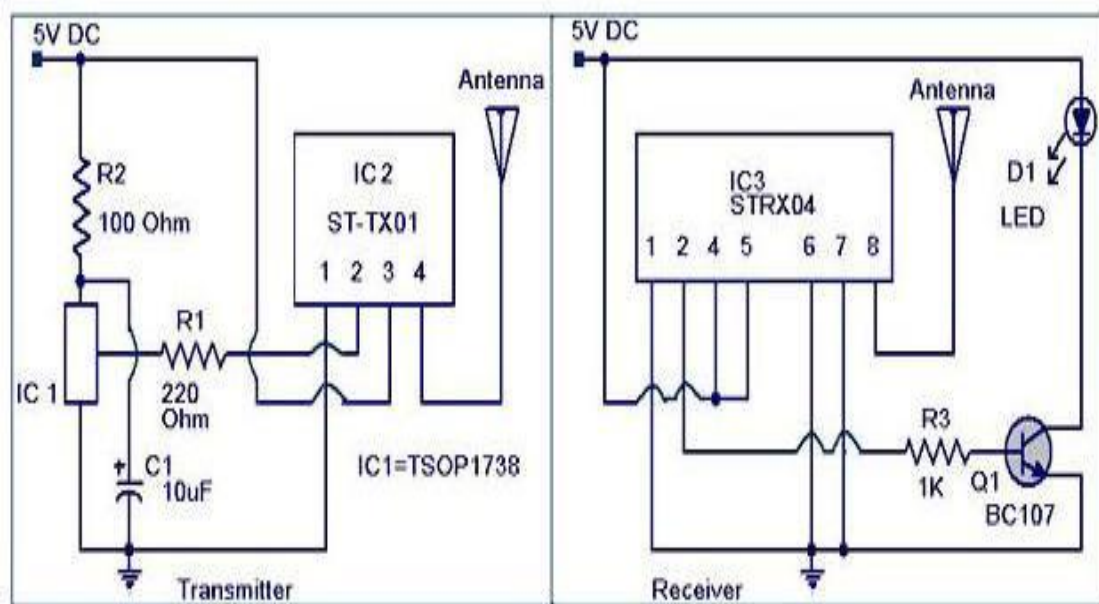 5V DC
R2
100 Ohm
IC 1
R1
220
Ohm
+
C1
10uF
IC 2
ST-TX01
1 2 3 4
Antenna
IC1=TSOP1738
Transmitter
5V DC
Antenna
IC3
STRX04
1 2 4 5 6 7 8
D1
LED
R3
1K
Q1
BC107
Receiver